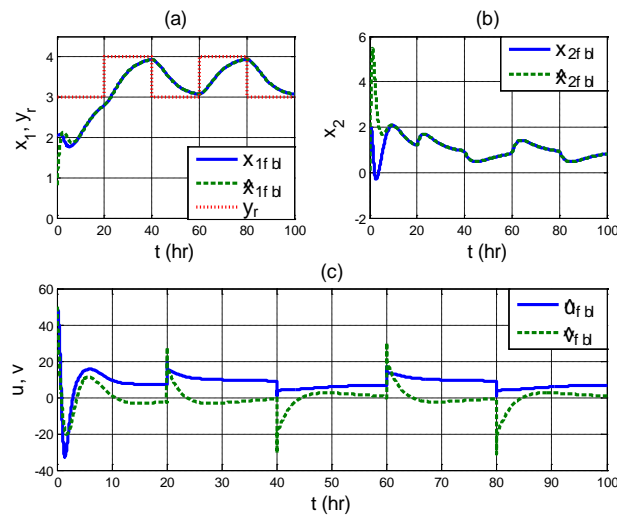 (a)
4
3
2
1
0
0 20 40 60 80 100
x1, yr
t (hr)
x1fbl
x̂1fbl
yr
(b)
6
4
2
0
-2
0 20 40 60 80 100
x2
t (hr)
x2fbl
x̂2fbl
(c)
60
40
20
0
-20
-40
0 10 20 30 40 50 60 70 80 90 100
u, v
t (hr)
ûfbl
v̂fbl